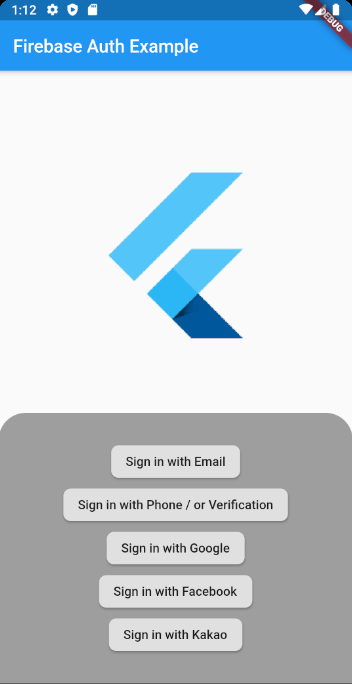 1:12
DEBUG
Firebase Auth Example
Sign in with Email
Sign in with Phone / or Verification
Sign in with Google
Sign in with Facebook
Sign in with Kakao